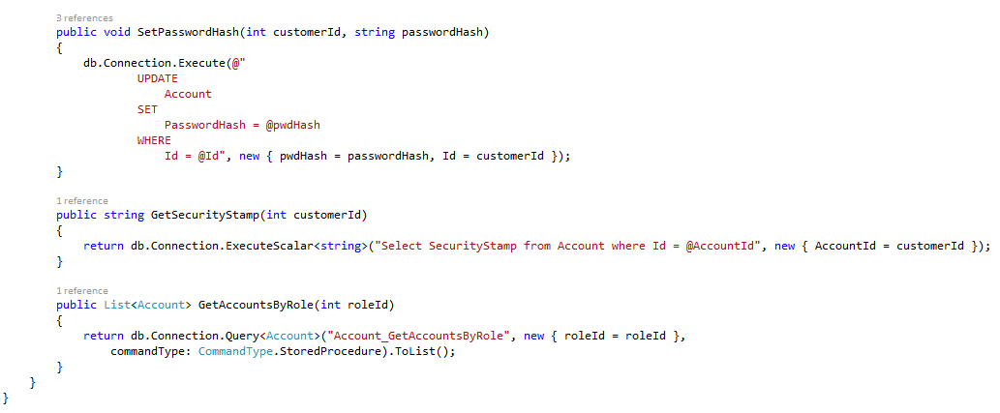 3 references
public void SetPasswordHash(int customerId, string passwordHash)
{
db.Connection.Execute(@"
UPDATE
Account
SET
PasswordHash = @pwdHash
WHERE
Id = @Id", new { pwdHash = passwordHash, Id = customerId });
}
1 reference
public string GetSecurityStamp(int customerId)
{
return db.Connection.ExecuteScalar<string>("Select SecurityStamp from Account where Id = @AccountId", new { AccountId = customerId });
}
1 reference
public List<Account> GetAccountsByRole(int roleId)
{
return db.Connection.Query<Account>("Account_GetAccountsByRole", new { roleId = roleId },
commandType: CommandType.StoredProcedure).ToList();
}
}
}